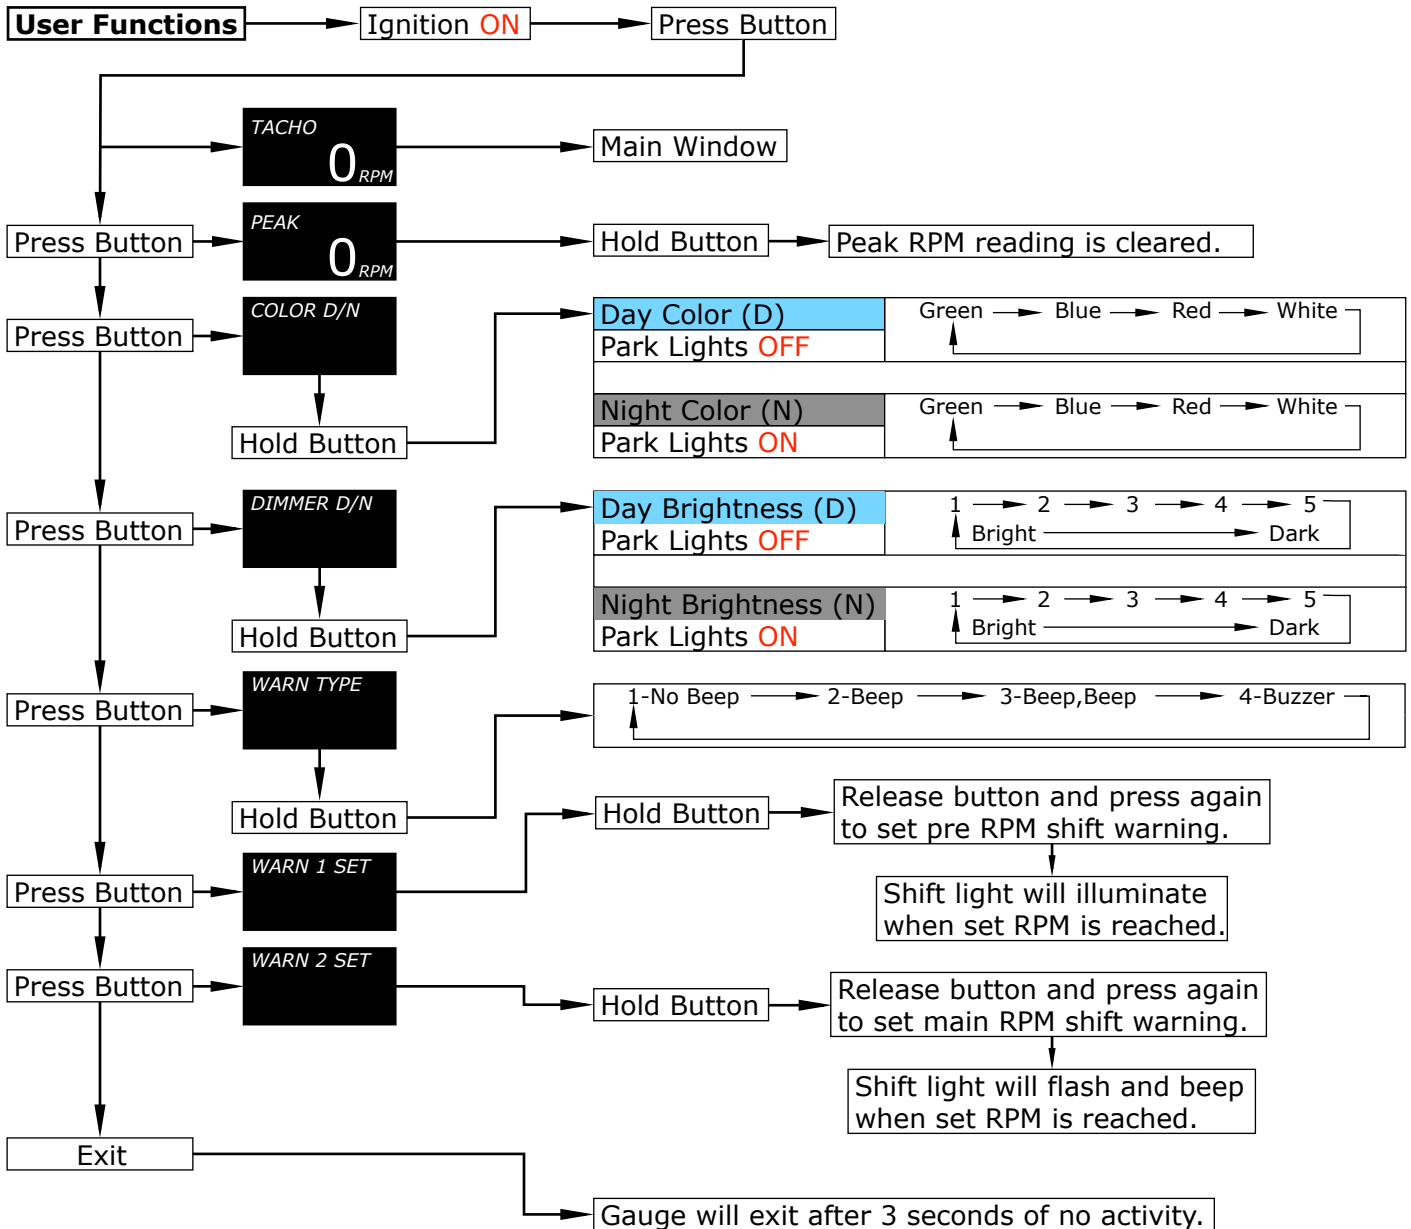 User Functions
Ignition ON
Press Button
TACHO
0 RPM
Main Window
Press Button
PEAK
0 RPM
Hold Button
Peak RPM reading is cleared.
Press Button
COLOR D/N
Hold Button
Day Color (D)
Park Lights OFF
Green Blue Red White
Night Color (N)
Park Lights ON
Green Blue Red White
Press Button
DIMMER D/N
Hold Button
Day Brightness (D)
Park Lights OFF
1 2 3 4 5
Bright Dark
Night Brightness (N)
Park Lights ON
1 2 3 4 5
Bright Dark
Press Button
WARN TYPE
Hold Button
1-No Beep 2-Beep 3-Beep,Beep 4-Buzzer
Press Button
WARN 1 SET
Hold Button
Release button and press again
to set pre RPM shift warning.
Shift light will illuminate
when set RPM is reached.
Press Button
WARN 2 SET
Hold Button
Release button and press again
to set main RPM shift warning.
Shift light will flash and beep
when set RPM is reached.
Exit
Gauge will exit after 3 seconds of no activity.